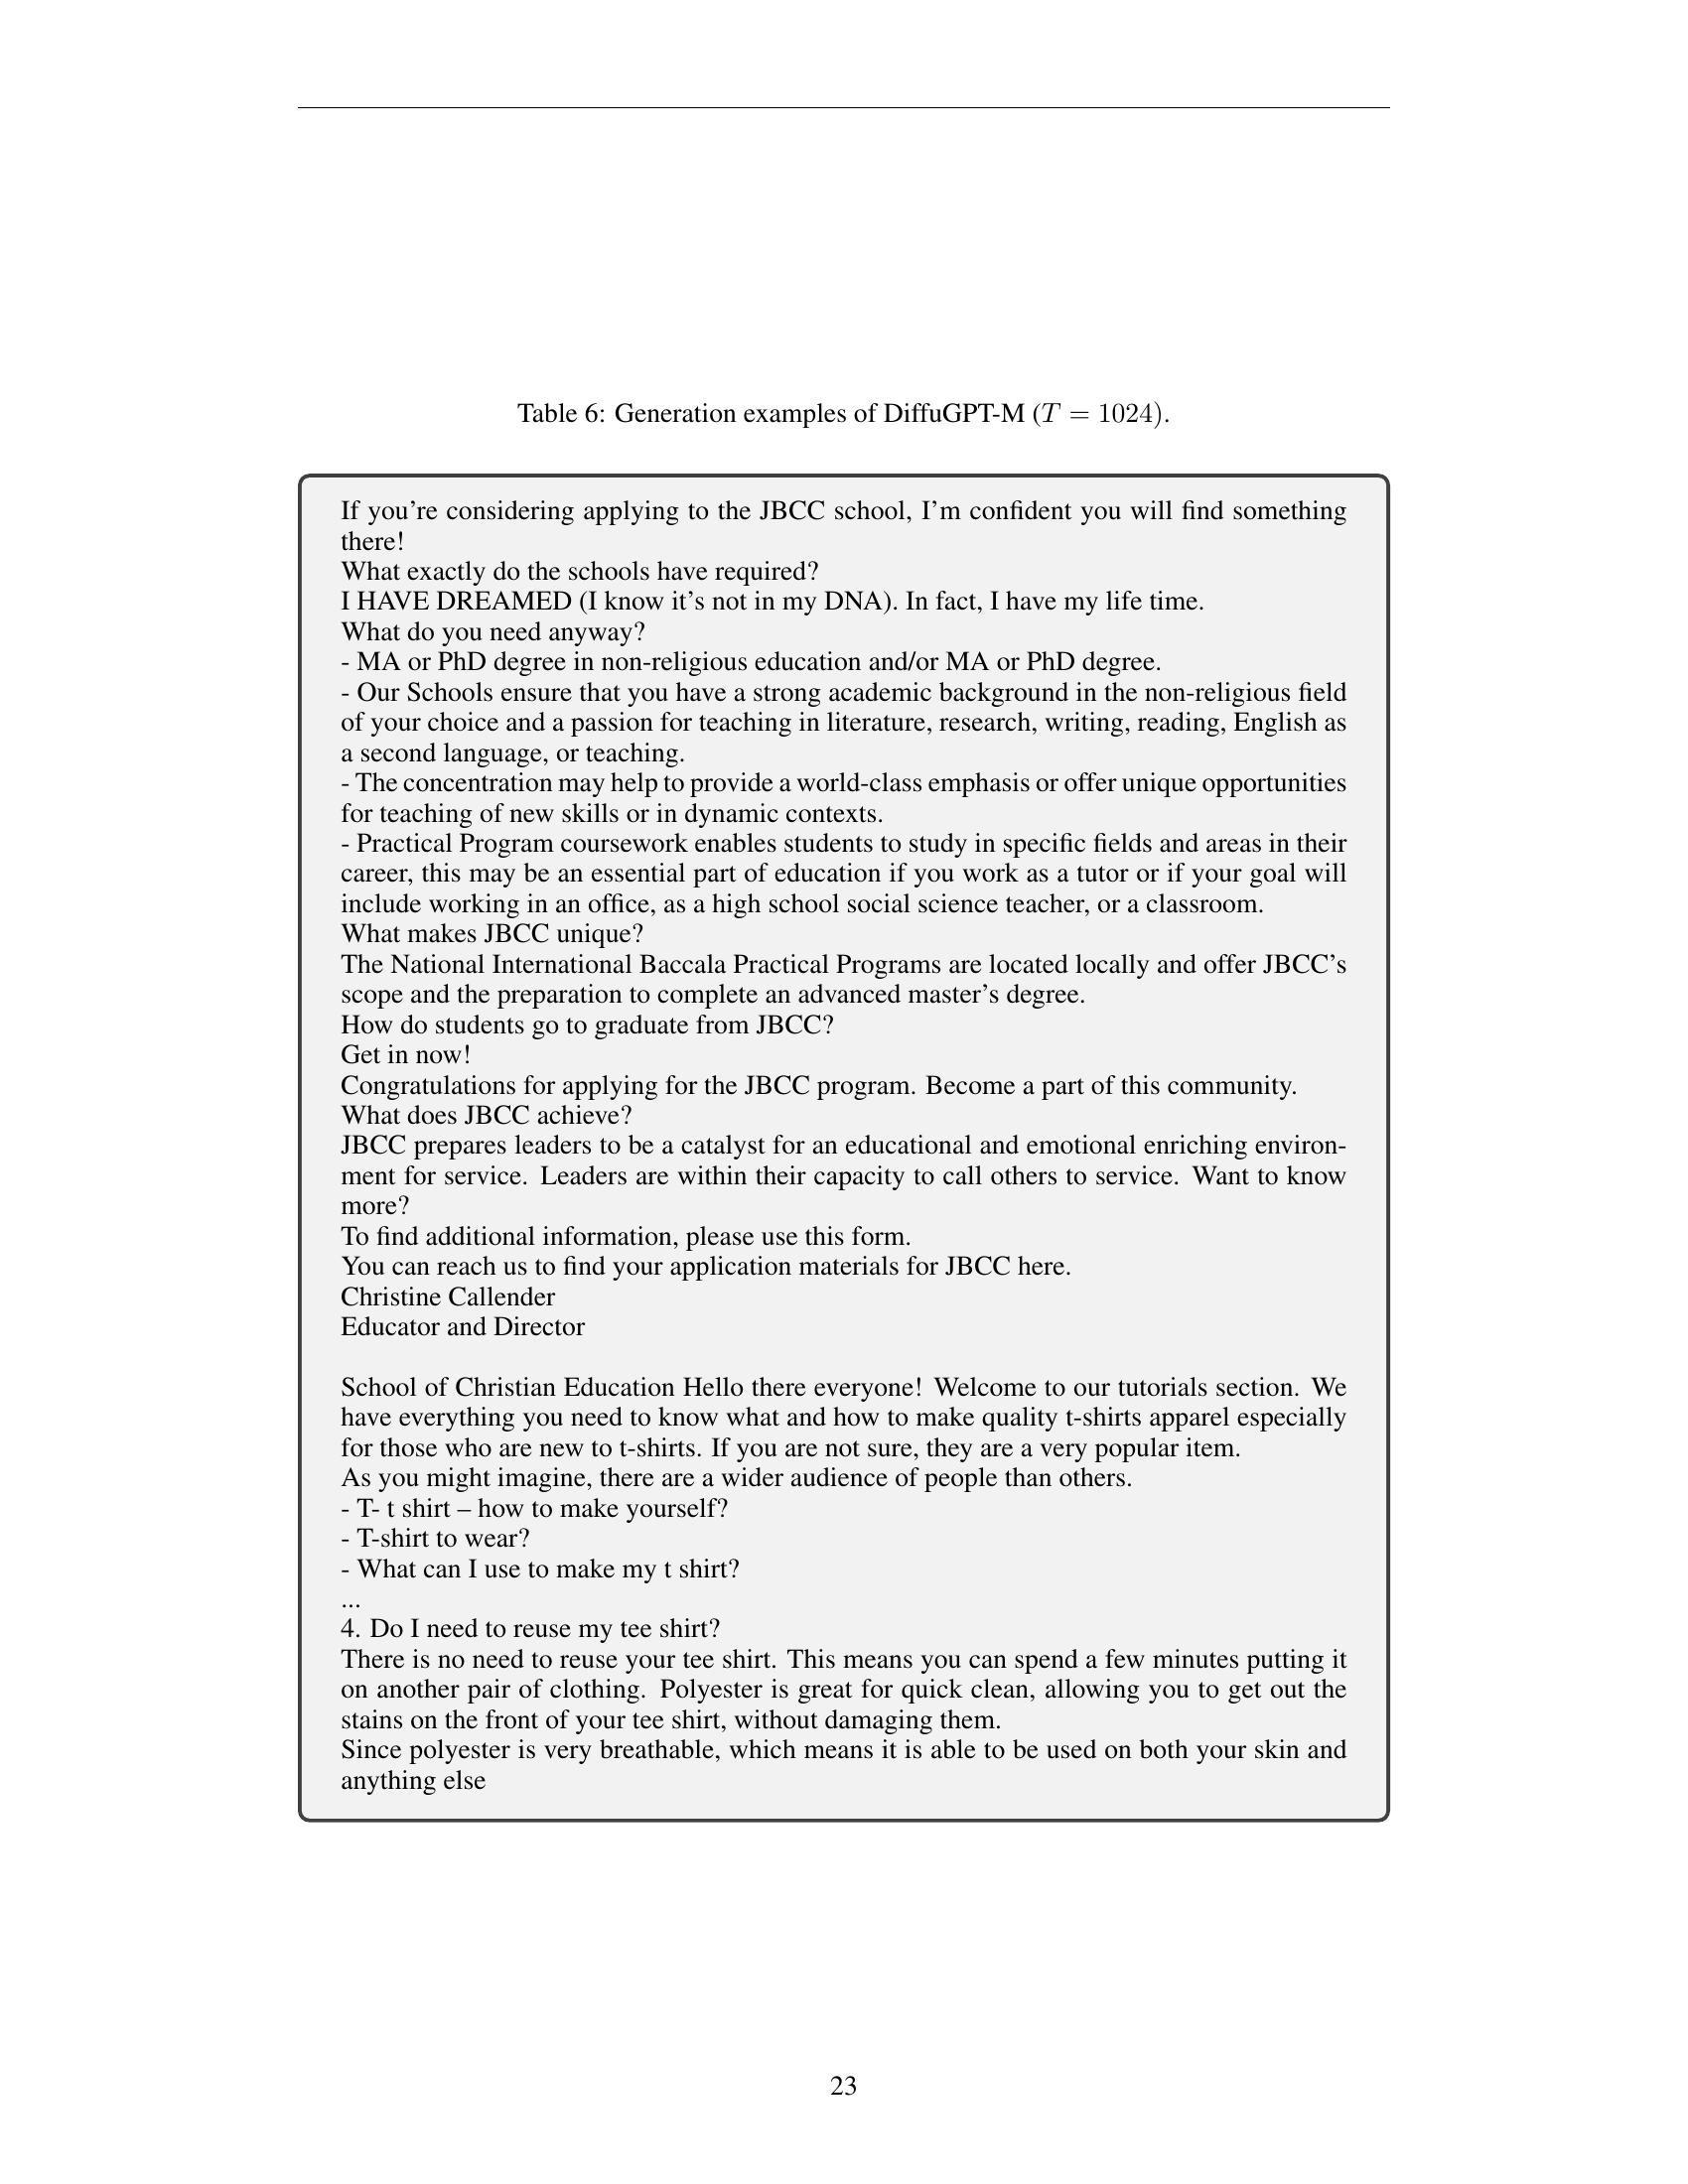 Table 6: Generation examples of DiffuGPT-M (T = 1024).
If you're considering applying to the JBCC school, I'm confident you will find something
there!
What exactly do the schools have required?
I HAVE DREAMED (I know it's not in my DNA). In fact, I have my life time.
What do you need anyway?
- MA or PhD degree in non-religious education and/or MA or PhD degree.
- Our Schools ensure that you have a strong academic background in the non-religious field
of your choice and a passion for teaching in literature, research, writing, reading, English as
a second language, or teaching.
- The concentration may help to provide a world-class emphasis or offer unique opportunities
for teaching of new skills or in dynamic contexts.
- Practical Program coursework enables students to study in specific fields and areas in their
career, this may be an essential part of education if you work as a tutor or if your goal will
include working in an office, as a high school social science teacher, or a classroom.
What makes JBCC unique?
The National International Baccala Practical Programs are located locally and offer JBCC's
scope and the preparation to complete an advanced master's degree.
How do students go to graduate from JBCC?
Get in now!
Congratulations for applying for the JBCC program. Become a part of this community.
What does JBCC achieve?
JBCC prepares leaders to be a catalyst for an educational and emotional enriching environ-
ment for service. Leaders are within their capacity to call others to service. Want to know
more?
To find additional information, please use this form.
You can reach us to find your application materials for JBCC here.
Christine Callender
Educator and Director
School of Christian Education Hello there everyone! Welcome to our tutorials section. We
have everything you need to know what and how to make quality t-shirts apparel especially
for those who are new to t-shirts. If you are not sure, they are a very popular item.
As you might imagine, there are a wider audience of people than others.
- T- t shirt – how to make yourself?
- T-shirt to wear?
- What can I use to make my t shirt?
...
4. Do I need to reuse my tee shirt?
There is no need to reuse your tee shirt. This means you can spend a few minutes putting it
on another pair of clothing. Polyester is great for quick clean, allowing you to get out the
stains on the front of your tee shirt, without damaging them.
Since polyester is very breathable, which means it is able to be used on both your skin and
anything else
23